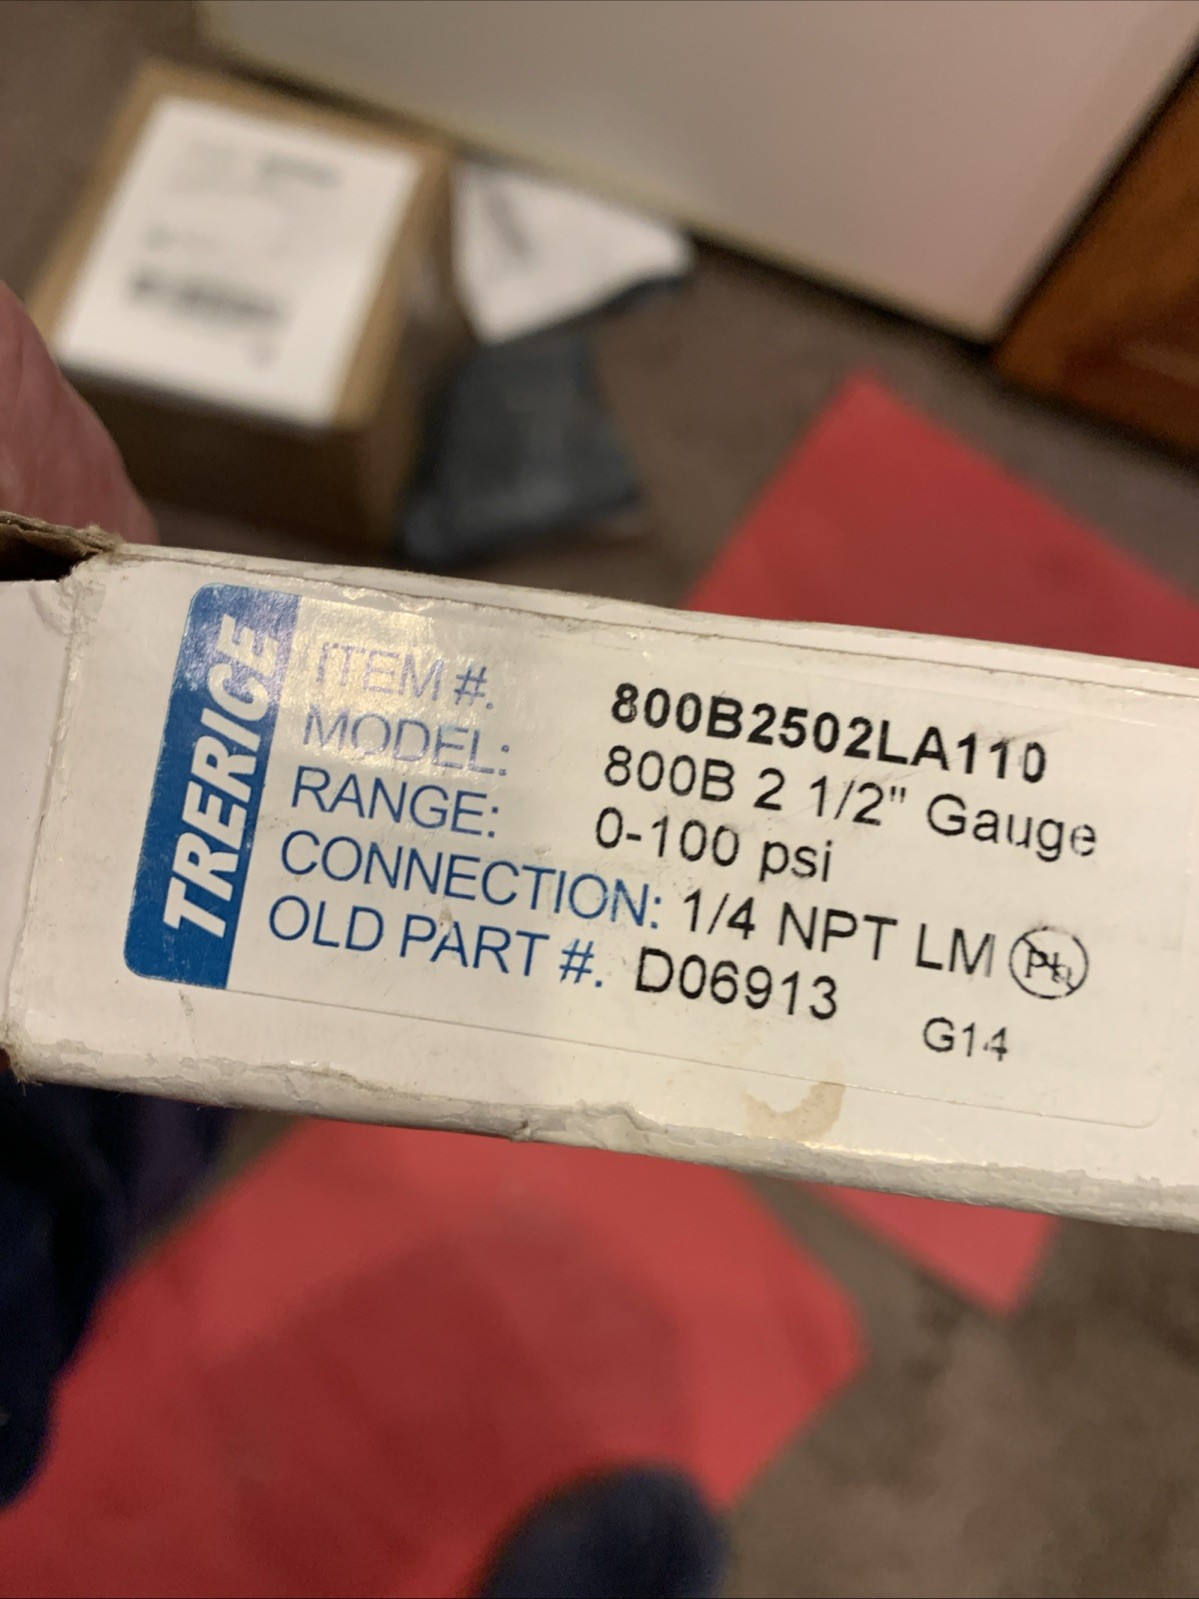 TRERICE
ITEM #. 800B2502LA110
MODEL: 800B 2 1/2" Gauge
RANGE: 0-100 psi
CONNECTION: 1/4 NPT LM
OLD PART #. D06913
G14